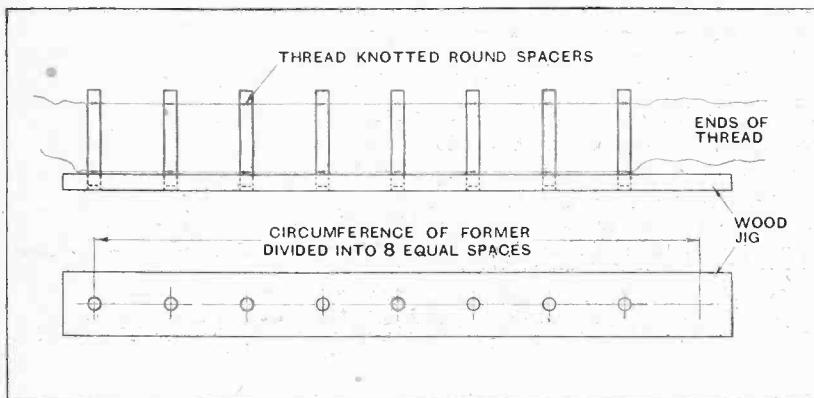 THREAD KNOTTED ROUND SPACERS
ENDS OF
THREAD
WOOD
JIG
CIRCUMFERENCE OF FORMER
DIVIDED INTO 8 EQUAL SPACES